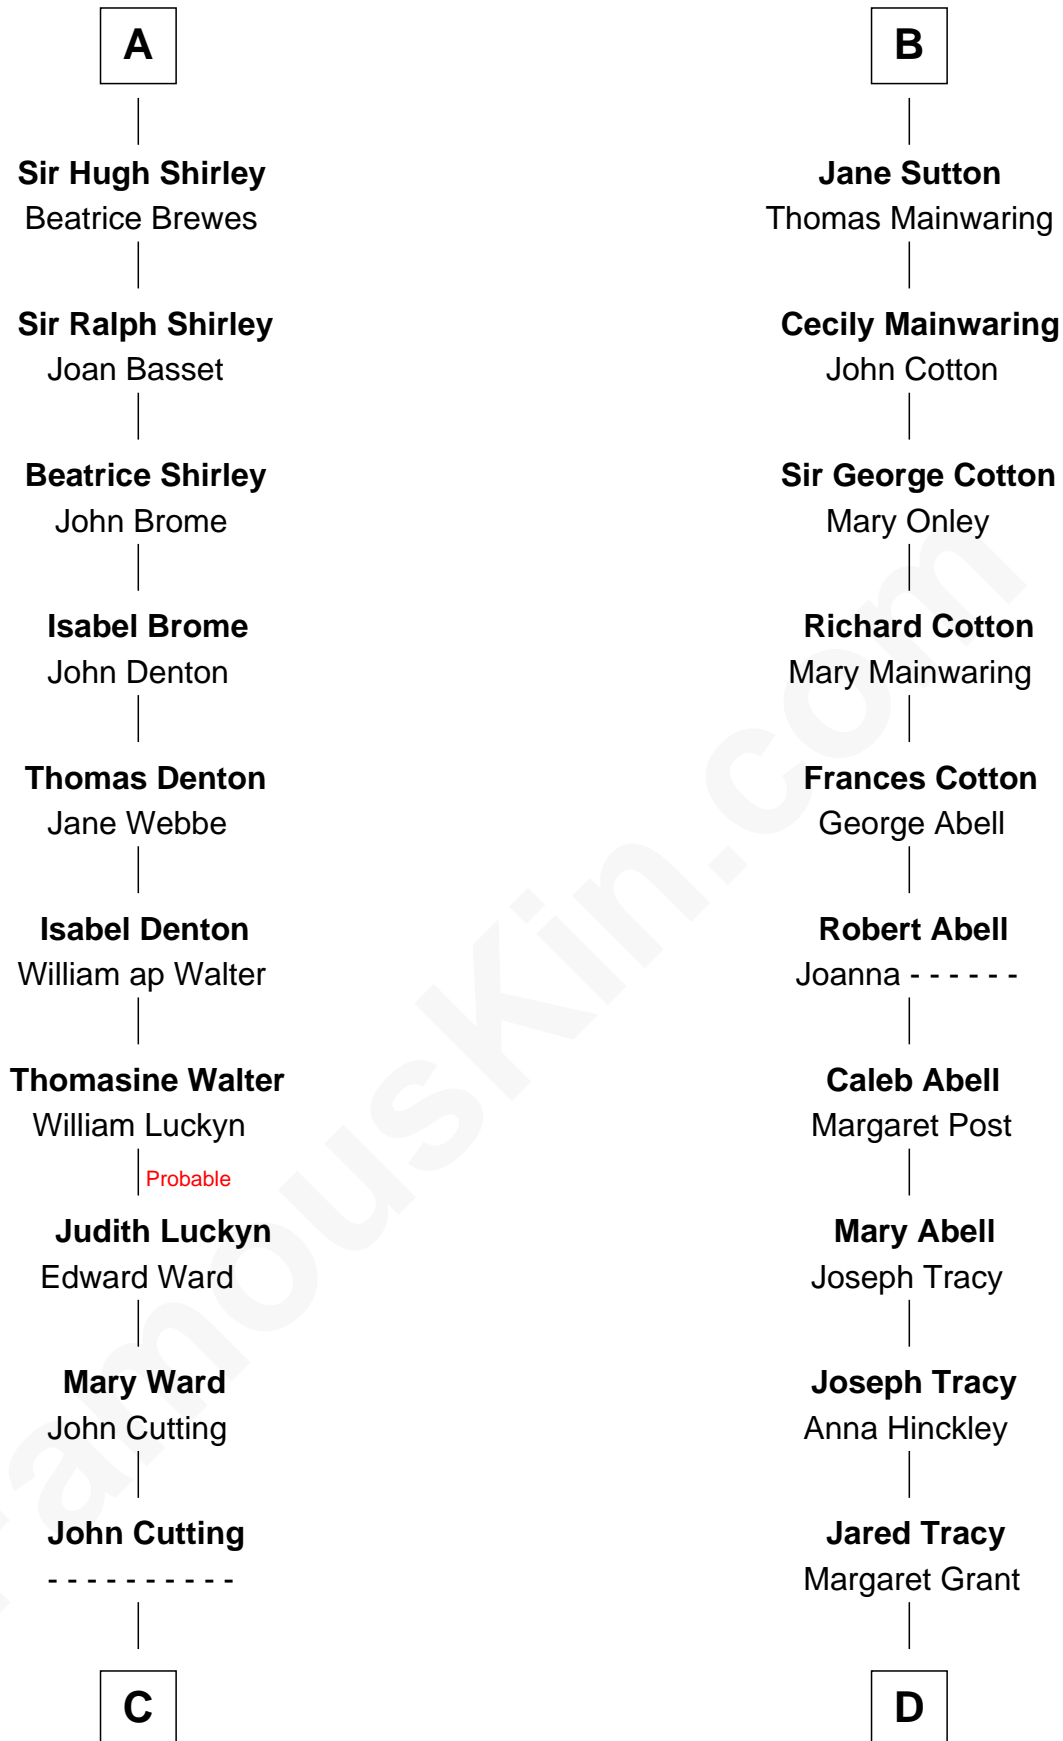 A
Sir Hugh Shirley
Beatrice Brewes
Sir Ralph Shirley
Joan Basset
Beatrice Shirley
John Brome
Isabel Brome
John Denton
Thomas Denton
Jane Webbe
Isabel Denton
William ap Walter
Thomasine Walter
William Luckyn
Probable
Judith Luckyn
Edward Ward
Mary Ward
John Cutting
John Cutting
- - - - - - - - - -
C
B
Jane Sutton
Thomas Mainwaring
Cecily Mainwaring
John Cotton
Sir George Cotton
Mary Onley
Richard Cotton
Mary Mainwaring
Frances Cotton
George Abell
Robert Abell
Joanna - - - - - -
Caleb Abell
Margaret Post
Mary Abell
Joseph Tracy
Joseph Tracy
Anna Hinckley
Jared Tracy
Margaret Grant
D
FamousKin.com